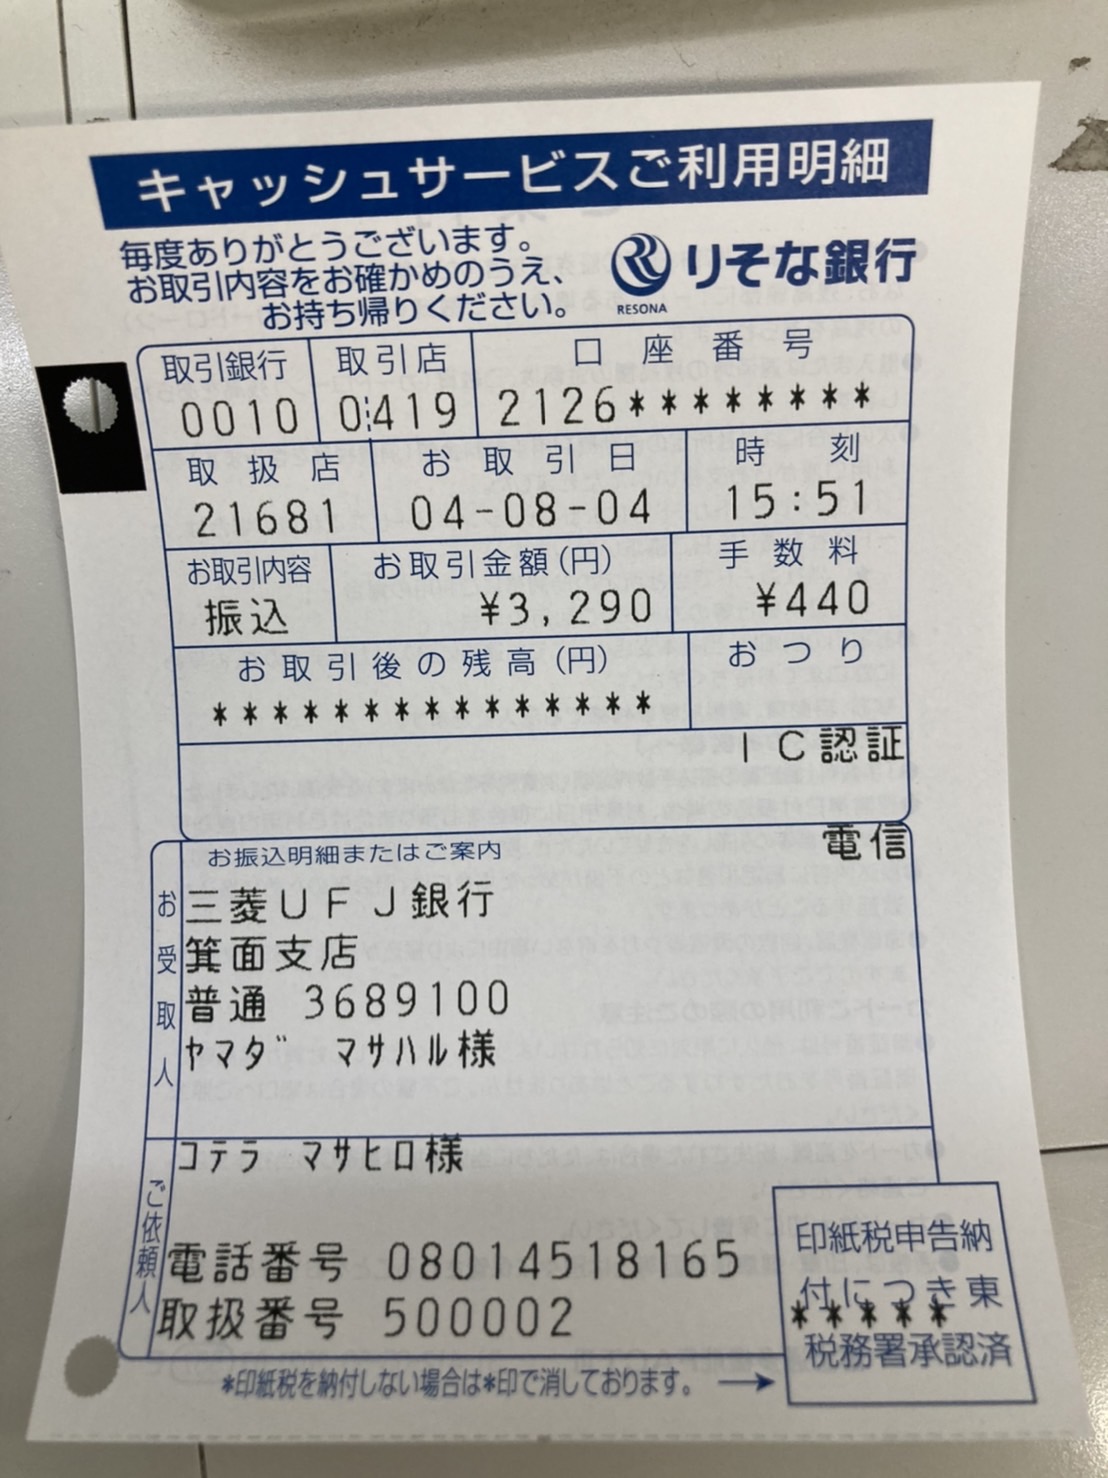 キャッシュサービスご利用明細
毎度ありがとうございます。
お取引内容をお確かめのうえ、
お持ち帰りください。
RESONA
りそな銀行
取引銀行 取引店 口座番号
0010 0419 2126********
取扱店 お取引日 時刻
21681 04-08-04 15:51
お取引内容 お取引金額(円) 手数料
振込 ¥3,290 ¥440
お取引後の残高(円) おつり
***************
IC認証
お振込明細またはご案内
電信
お受取人
三菱UFJ銀行
箕面支店
普通 3689100
ヤマダ マサハル様
ご依頼人
コテラ マサヒロ様
電話番号 08014518165
取扱番号 500002
印紙税申告納
付につき東
*****
税務署承認済
*印紙税を納付しない場合は*印で消しております。 →